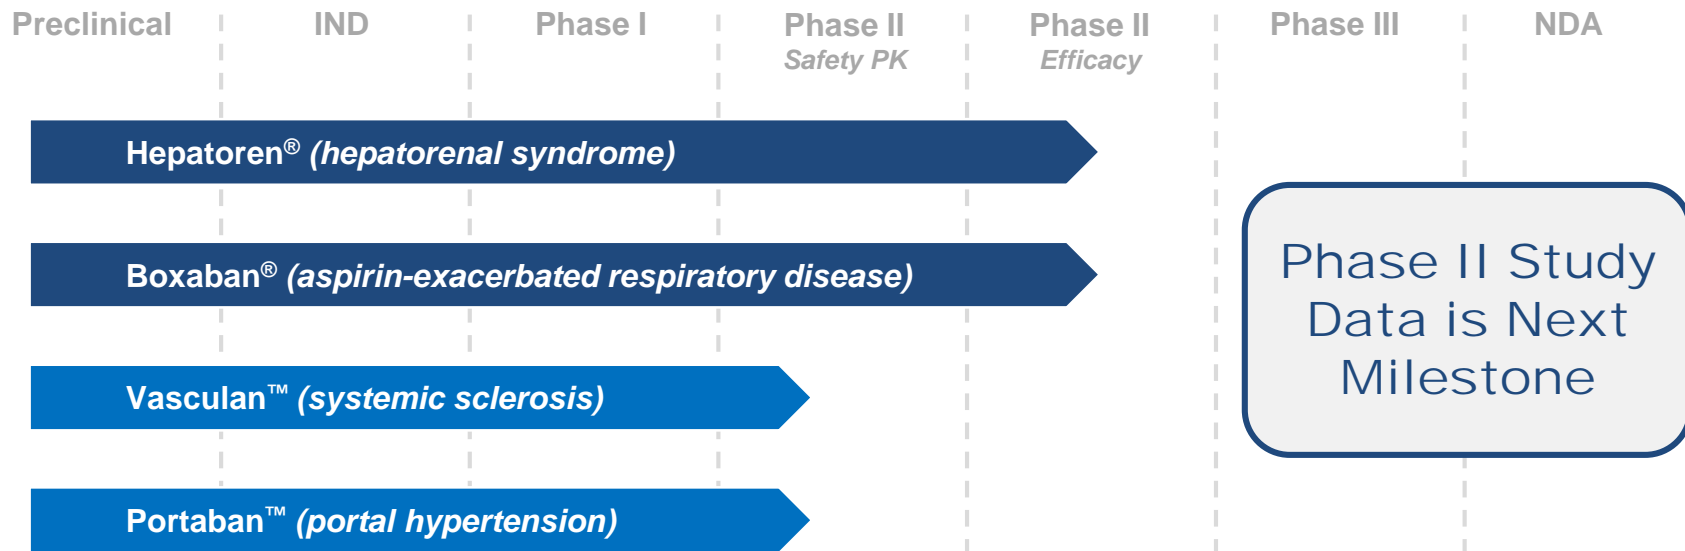 Preclinical IND Phase I Phase II Phase II Phase III NDA
Safety PK Efficacy
Hepatoren® (hepatorenal syndrome)
Boxaban® (aspirin-exacerbated respiratory disease)
Vasculan™ (systemic sclerosis)
Portaban™ (portal hypertension)
Phase II Study
Data is Next
Milestone